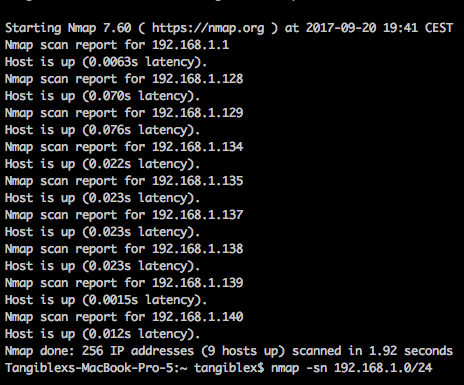 Starting Nmap 7.60 ( https://nmap.org ) at 2017-09-20 19:41 CEST
Nmap scan report for 192.168.1.1
Host is up (0.0063s latency).
Nmap scan report for 192.168.1.128
Host is up (0.070s latency).
Nmap scan report for 192.168.1.129
Host is up (0.076s latency).
Nmap scan report for 192.168.1.134
Host is up (0.022s latency).
Nmap scan report for 192.168.1.135
Host is up (0.023s latency).
Nmap scan report for 192.168.1.137
Host is up (0.023s latency).
Nmap scan report for 192.168.1.138
Host is up (0.023s latency).
Nmap scan report for 192.168.1.139
Host is up (0.0015s latency).
Nmap scan report for 192.168.1.140
Host is up (0.012s latency).
Nmap done: 256 IP addresses (9 hosts up) scanned in 1.92 seconds
Tangiblexs-MacBook-Pro-5:~ tangiblex$ nmap -sn 192.168.1.0/24